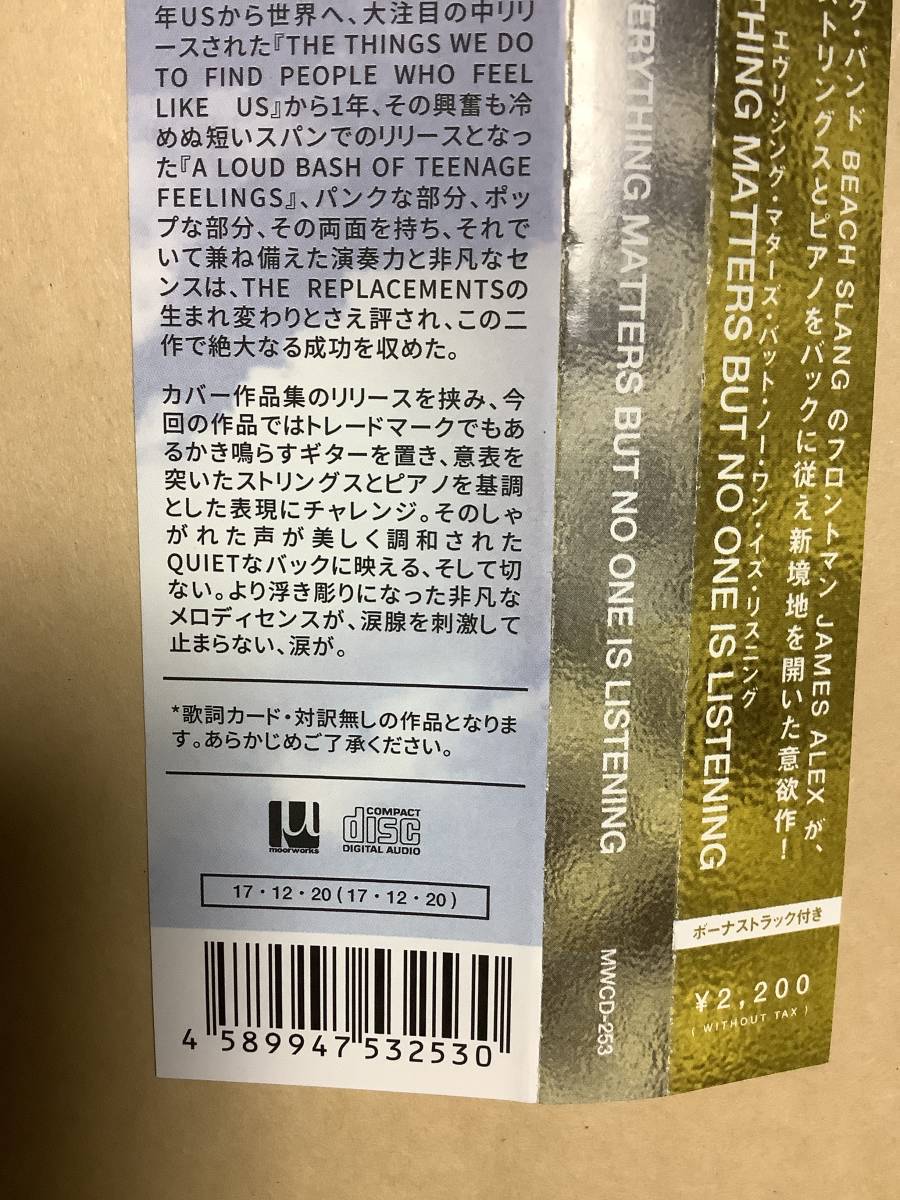 年USから世界へ、大注目の中リリ
ースされた『THE THINGS WE DO
TO FIND PEOPLE WHO FEEL
LIKE US』から1年、その興奮も冷
めぬ短いスパンでのリリースとなっ
た『A LOUD BASH OF TEENAGE
FEELINGS』、パンクな部分、ポッ
プな部分、その両面を持ち、それで
いて兼ね備えた演奏力と非凡なセ
ンスは、THE REPLACEMENTSの
生まれ変わりとさえ評され、この二
作で絶大なる成功を収めた。
カバー作品集のリリースを挟み、今
回の作品ではトレードマークでもあ
るかき鳴らすギターを置き、意表を
突いたストリングスとピアノを基調
とした表現にチャレンジ。そのしゃ
がれた声が美しく調和された
QUIETなバックに映える、そして切
ない。より浮き彫りになった非凡な
メロディセンスが、涙腺を刺激して
止まらない、涙が。
*歌詞カード・対訳無しの作品となりま
す。あらかじめご了承ください。
moorworks
COMPACT
disc
DIGITAL AUDIO
17・12・20(17・12・20)
4 589947 532530
ERYTHING MATTERS BUT NO ONE IS LISTENING
MWCD-253
ク・バンド BEACH SLANG のフロントマン JAMES ALEX が、
ストリングスとピアノをバックに従え新境地を開いた意欲作!
エヴリシング・マターズ・バット・ノー・ワン・イズ・リスニング
THING MATTERS BUT NO ONE IS LISTENING
ボーナストラック付き
¥2,200
( WITHOUT TAX )